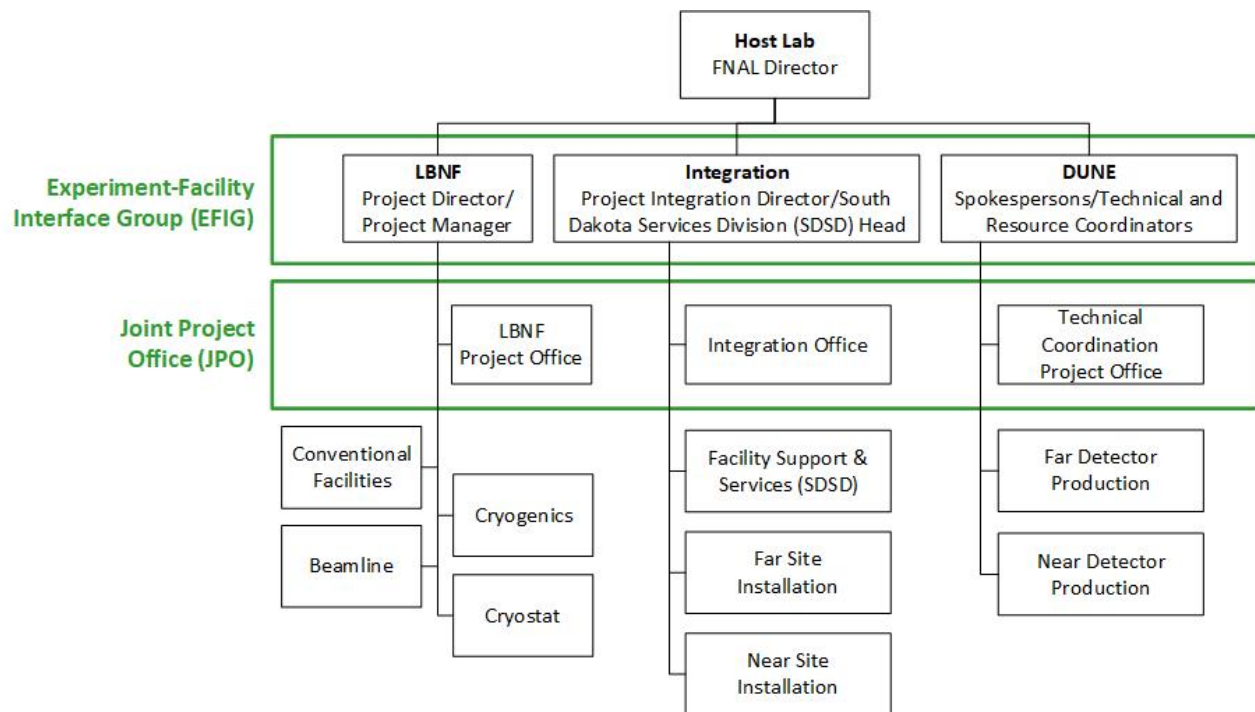 Host Lab
FNAL Director
Experiment-Facility
Interface Group (EFIG)
LBNF
Project Director/
Project Manager
Integration
Project Integration Director/South
Dakota Services Division (SDSD) Head
DUNE
Spokespersons/Technical and
Resource Coordinators
Joint Project
Office (JPO)
LBNF
Project Office
Integration Office
Technical
Coordination
Project Office
Conventional
Facilities
Cryogenics
Beamline
Cryostat
Facility Support &
Services (SDSD)
Far Site
Installation
Near Site
Installation
Far Detector
Production
Near Detector
Production